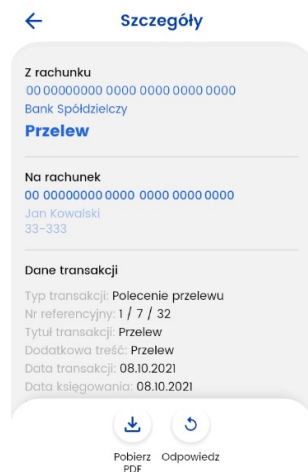 Szczegóły
Z rachunku
00 00000000 0000 0000 0000 0000
Bank Spółdzielczy
Przelew
Na rachunek
00 00000000 0000 0000 0000 0000
Jan Kowalski
33-333
Dane transakcji
Typ transakcji: Polecenie przelewu
Nr referencyjny: 1 / 7 / 32
Tytuł transakcji: Przelew
Dodatkowa treść: Przelew
Data transakcji: 08.10.2021
Data księgowania: 08.10.2021
Pobierz PDF
Odpowiedz